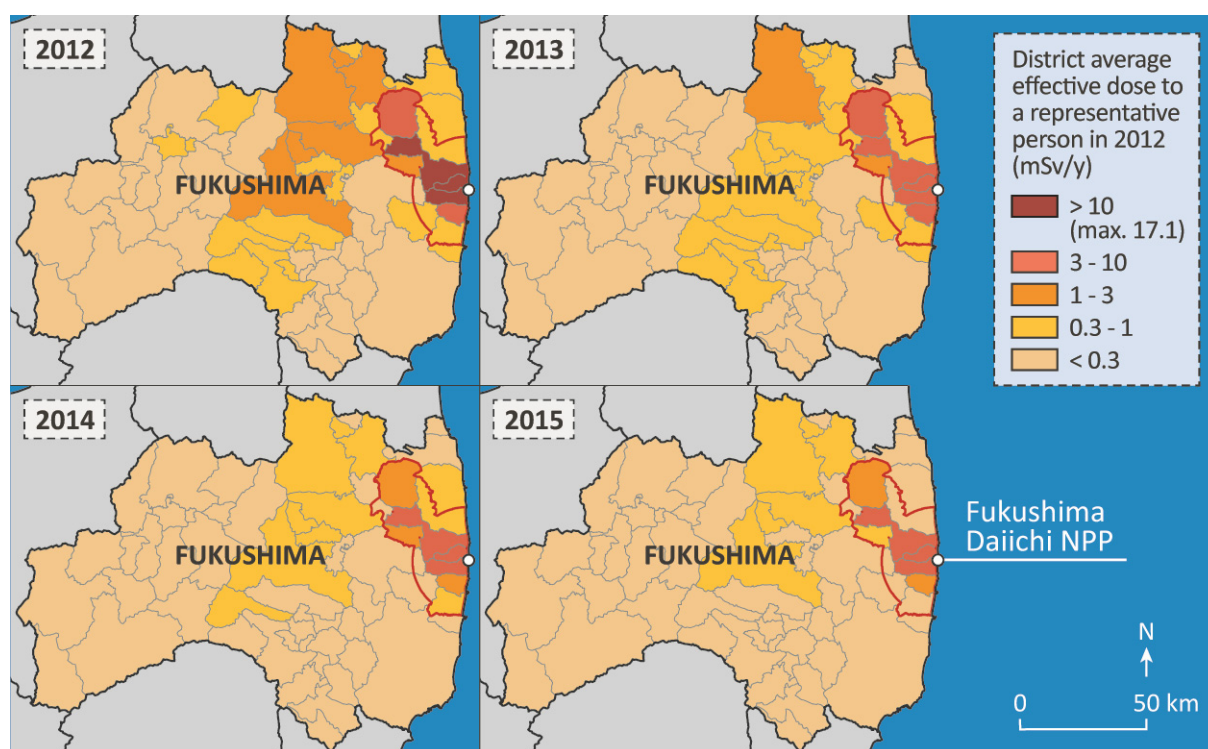 2012
2013
District average
effective dose to
a representative
person in 2012
(mSv/y)
> 10
(max. 17.1)
3 - 10
1 - 3
0.3 - 1
< 0.3
FUKUSHIMA
FUKUSHIMA
2014
2015
FUKUSHIMA
FUKUSHIMA
Fukushima
Daiichi NPP
N
0 50 km